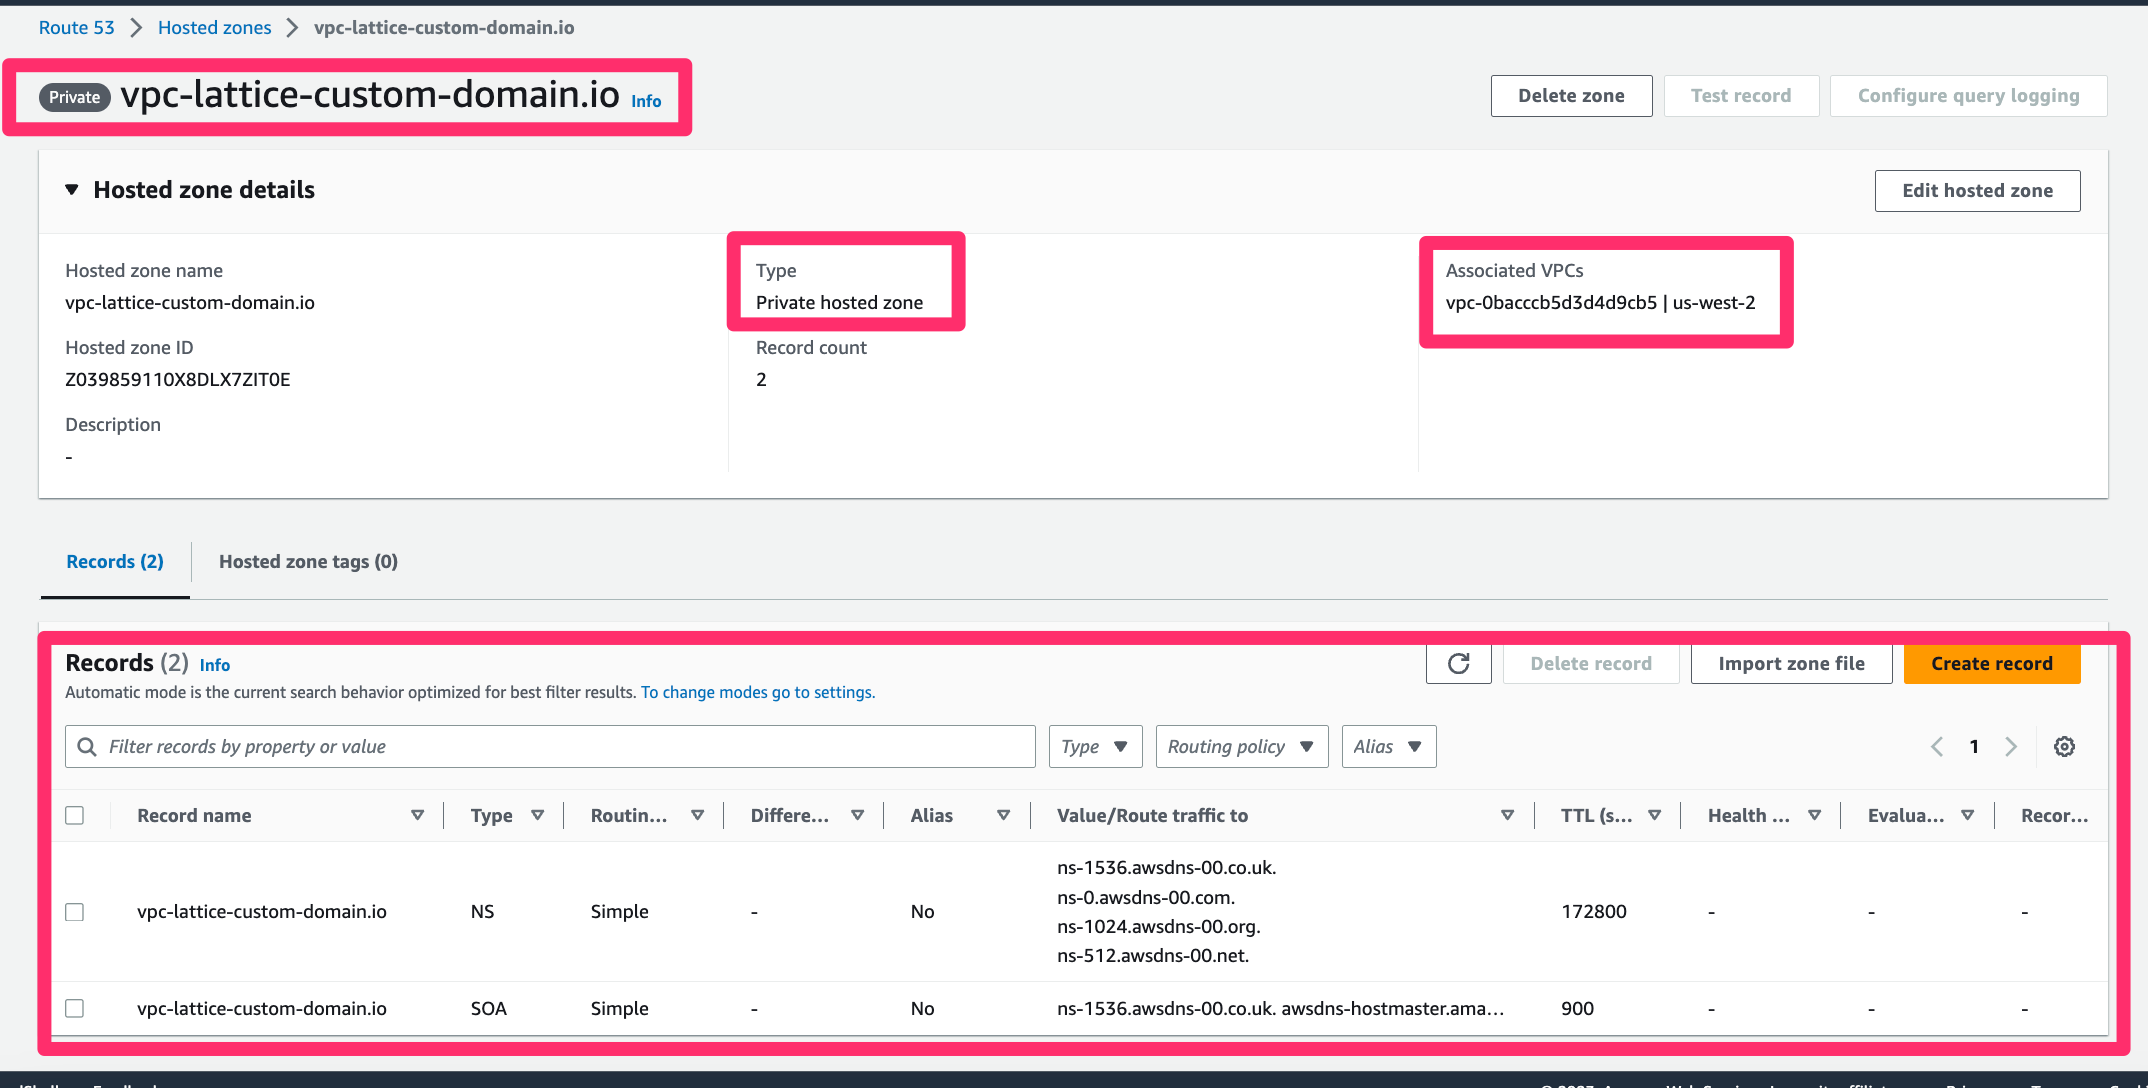 Route 53 > Hosted zones > vpc-lattice-custom-domain.io
Private vpc-lattice-custom-domain.io Info
Delete zone Test record Configure query logging
Hosted zone details
Edit hosted zone
Hosted zone name
vpc-lattice-custom-domain.io
Hosted zone ID
Z039859110X8DLX7ZIT0E
Description
-
Type
Private hosted zone
Record count
2
Associated VPCs
vpc-0bacccb5d3d4d9cb5 | us-west-2
Records (2) Hosted zone tags (0)
Records (2) Info
Delete record Import zone file Create record
Automatic mode is the current search behavior optimized for best filter results. To change modes go to settings.
Filter records by property or value Type Routing policy Alias 1
Record name Type Routin... Differe... Alias Value/Route traffic to TTL (s... Health ... Evalua... Recor...
vpc-lattice-custom-domain.io NS Simple - No ns-1536.awsdns-00.co.uk.
ns-0.awsdns-00.com.
ns-1024.awsdns-00.org.
ns-512.awsdns-00.net. 172800 - - -
vpc-lattice-custom-domain.io SOA Simple - No ns-1536.awsdns-00.co.uk. awsdns-hostmaster.ama... 900 - - -